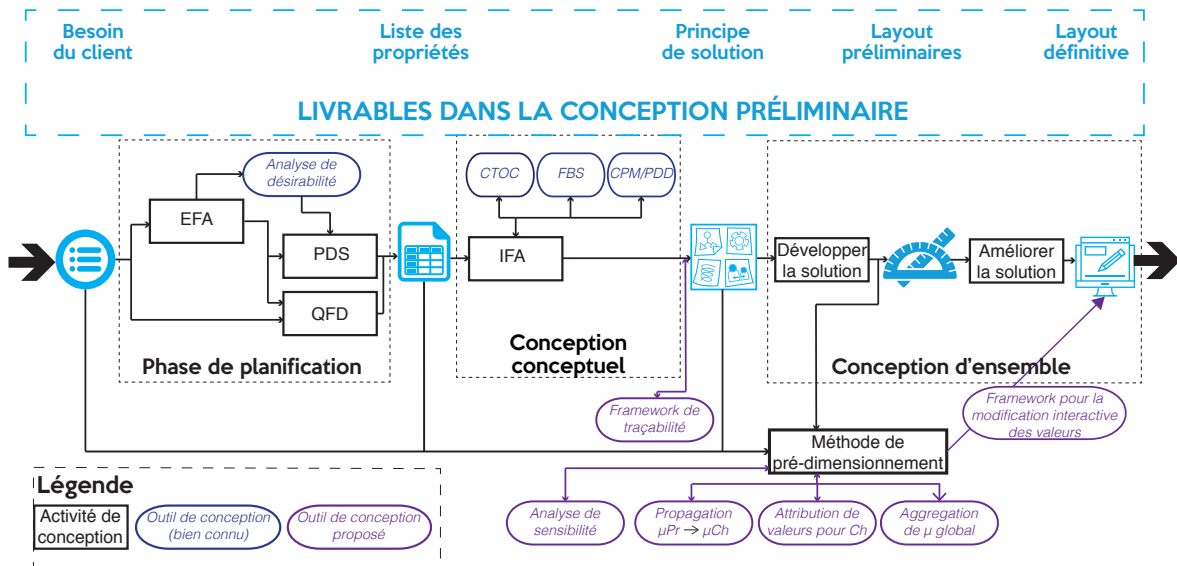 Besoin
du client
Liste des
propriétés
Principe
de solution
Layout
préliminaires
Layout
définitive
LIVRABLES DANS LA CONCEPTION PRÉLIMINAIRE
Analyse de
désirabilité
EFA
PDS
QFD
Phase de planification
CTOC
FBS
CPM/PDD
IFA
Conception
conceptuel
Développer
la solution
Améliorer
la solution
Conception d'ensemble
Framework de
traçabilité
Framework pour la
modification interactive
des valeurs
Méthode de
pré-dimensionnement
Analyse de
sensibilité
Propagation
µPr → µCh
Attribution de
valeurs pour Ch
Aggregation
de µ global
Légende
Activité de
conception
Outil de conception
(bien connu)
Outil de conception
proposé